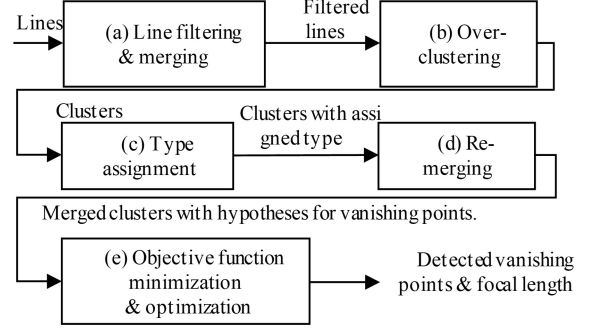 Lines
(a) Line filtering
& merging
Filtered
lines
(b) Over-
clustering
Clusters
(c) Type
assignment
Clusters with assi
gned type
(d) Re-
merging
Merged clusters with hypotheses for vanishing points.
(e) Objective function
minimization
& optimization
Detected vanishing
points & focal length